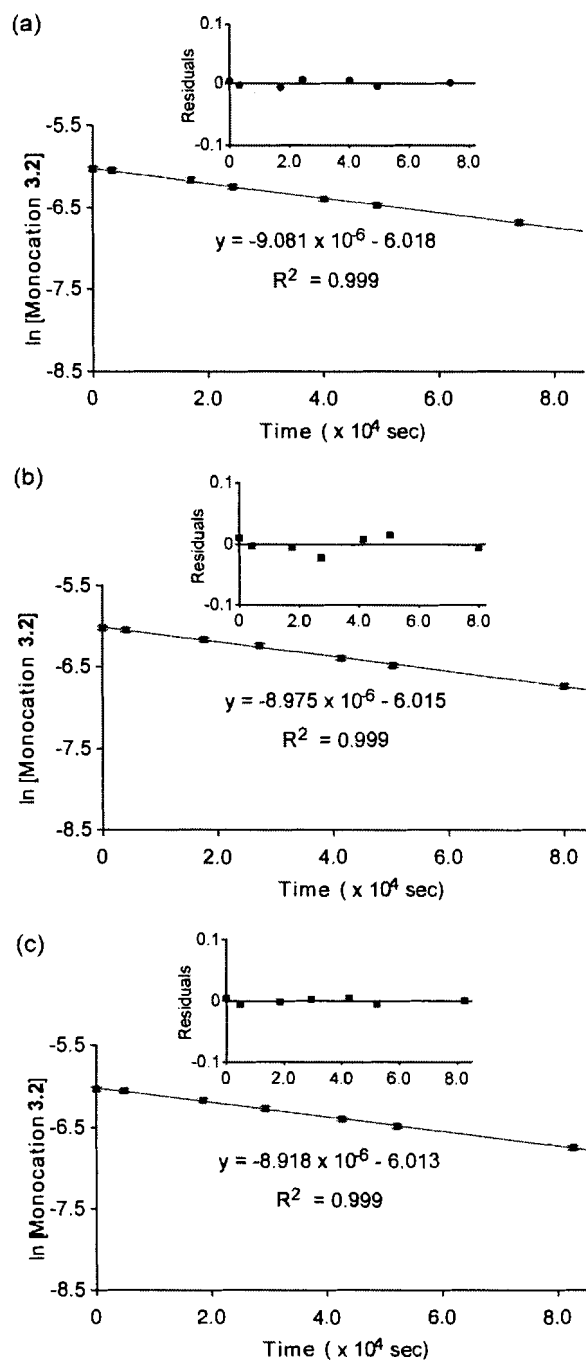 (a)
0.1
Residuals
0
-0.1
0 2.0 4.0 6.0 8.0
-5.5
ln [Monocation 3.2]
-6.5
y = -9.081 x 10⁻⁶ - 6.018
R² = 0.999
-7.5
-8.5
0 2.0 4.0 6.0 8.0
Time ( x 10⁴ sec)
(b)
0.1
Residuals
0
-0.1
0 2.0 4.0 6.0 8.0
-5.5
ln [Monocation 3.2]
-6.5
y = -8.975 x 10⁻⁶ - 6.015
R² = 0.999
-7.5
-8.5
0 2.0 4.0 6.0 8.0
Time ( x 10⁴ sec)
(c)
0.1
Residuals
0
-0.1
0 2.0 4.0 6.0 8.0
-5.5
ln [Monocation 3.2]
-6.5
y = -8.918 x 10⁻⁶ - 6.013
R² = 0.999
-7.5
-8.5
0 2.0 4.0 6.0 8.0
Time ( x 10⁴ sec)